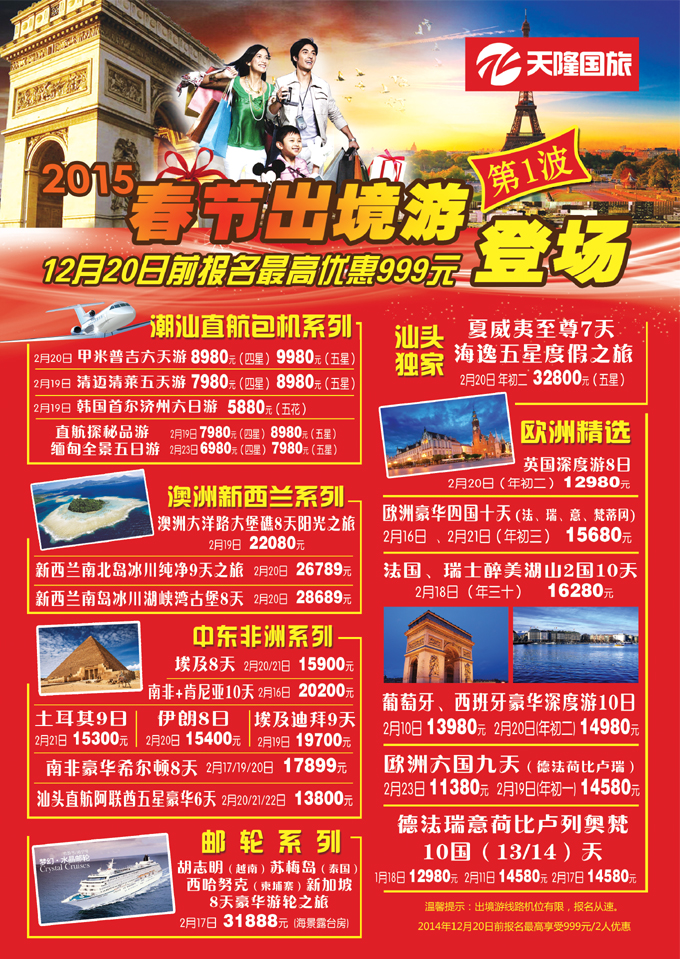 天隆国旅
2015
春节出境游
第1波
登场
12月20日前报名最高优惠999元
潮汕直航包机系列
2月20日 甲米普吉六天游 8980元(四星) 9980元(五星)
2月19日 清迈清莱五天游 7980元(四星) 8980元(五星)
2月19日 韩国首尔济州六日游 5880元(五花)
直航探秘品游 2月19日 7980元(四星) 8980元(五星)
缅甸全景五日游 2月23日 6980元(四星) 7980元(五星)
澳洲新西兰系列
澳洲大洋路大堡礁8天阳光之旅
2月19日 22080元
新西兰南北岛冰川纯净9天之旅 2月20日 26789元
新西兰南岛冰川湖峡湾古堡8天 2月20日 28689元
中东非洲系列
埃及8天 2月20/21日 15900元
南非+肯尼亚10天 2月16日 20200元
土耳其9日 伊朗8日 埃及迪拜9天
2月21日 15300元 2月20日 15400元 2月19日 19700元
南非豪华希尔顿8天 2月17/19/20日 17899元
汕头直航阿联酋五星豪华6天 2月20/21/22日 13800元
邮轮系列
梦幻·水晶邮轮
Crystal Cruises
胡志明(越南)苏梅岛(泰国)
西哈努克(柬埔寨)新加坡
8天豪华游轮之旅
2月17日 31888元 (海景露台房)
汕头
独家
夏威夷至尊7天
海逸五星度假之旅
2月20日 年初二 32800元(五星)
欧洲精选
英国深度游8日
2月20日(年初二)12980元
欧洲豪华四国十天(法、瑞、意、梵蒂冈)
2月16日 、2月21日(年初三) 15680元
法国、瑞士醉美湖山2国10天
2月18日(年三十) 16280元
葡萄牙、西班牙豪华深度游10日
2月10日 13980元 2月20日(年初二) 14980元
欧洲六国九天(德法荷比卢瑞)
2月23日 11380元 2月19日(年初一) 14580元
德法瑞意荷比卢列奥梵
10国(13/14)天
1月18日 12980元 2月11日 14580元 2月17日 14580元
温馨提示:出境游线路机位有限,报名从速。
2014年12月20日前报名最高享受999元/2人优惠